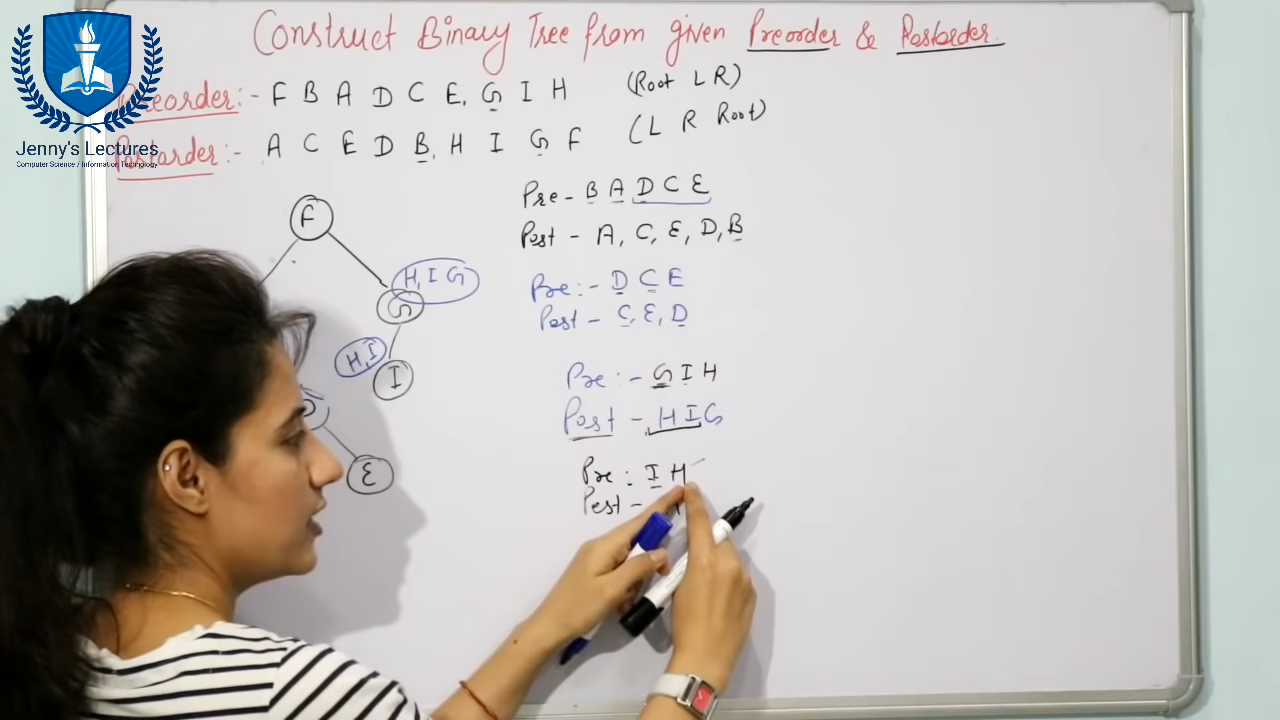 Construct Binary Tree from given Preorder & Postorder
Preorder:- F B A D C E, G I H (Root L R)
Postorder:- A C E D B, H I G F (L R Root)
Jenny's Lectures
Computer Science / Information Technology
Pre - B A D C E
Post - A, C, E, D, B
F
H, I G
G
Pre:- D C E
Post - C, E, D
H, I
I
Pre:- G I H
Post - H I G
D
E
Pre: I H
Post -